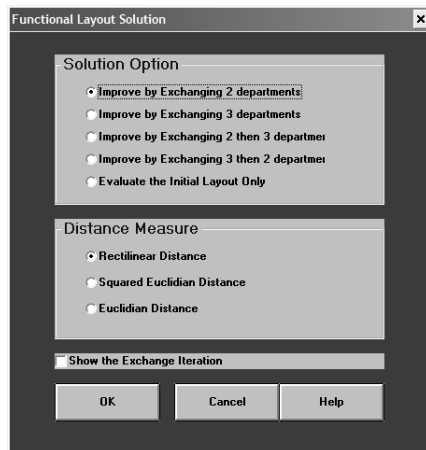 Functional Layout Solution
Solution Option
Improve by Exchanging 2 departments
Improve by Exchanging 3 departments
Improve by Exchanging 2 then 3 departmer
Improve by Exchanging 3 then 2 departmer
Evaluate the Initial Layout Only
Distance Measure
Rectilinear Distance
Squared Euclidian Distance
Euclidian Distance
Show the Exchange Iteration
OK Cancel Help